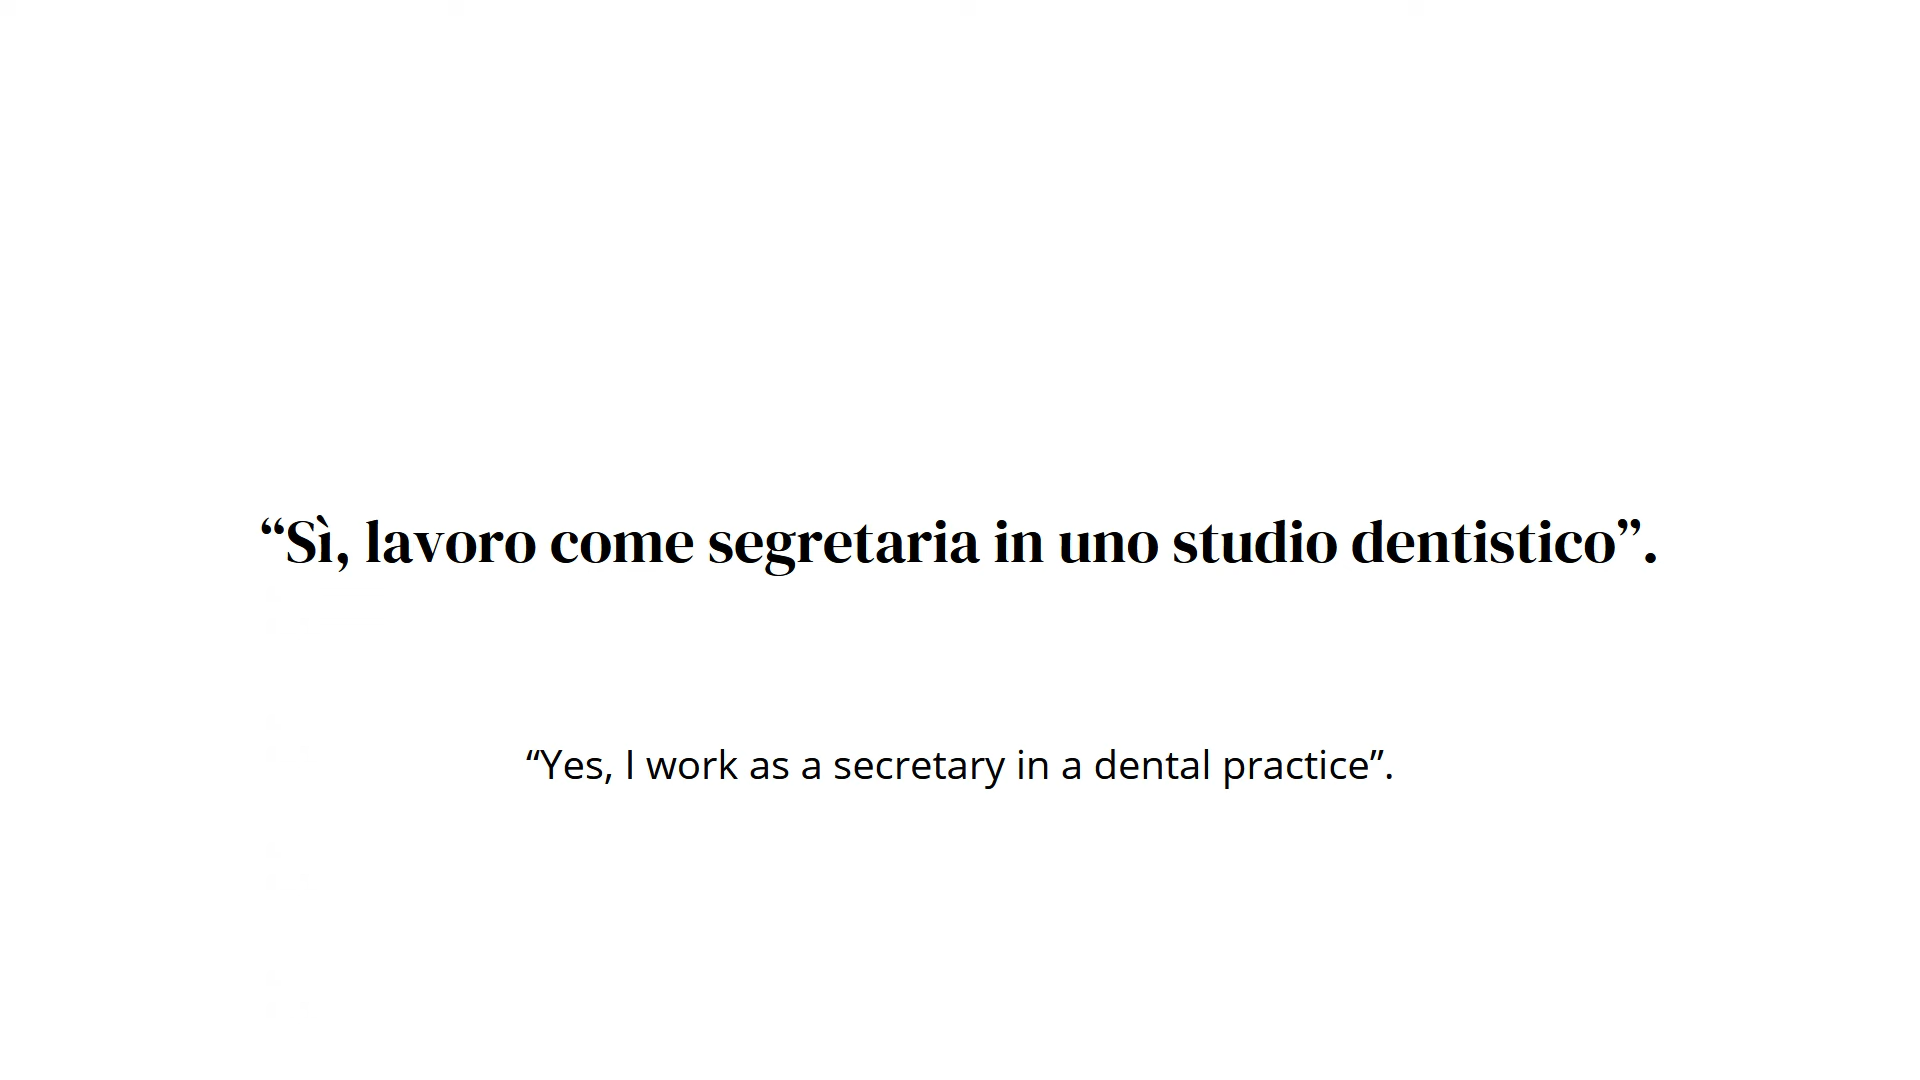 “Sì, lavoro come segretaria in uno studio dentistico”.
“Yes, I work as a secretary in a dental practice”.